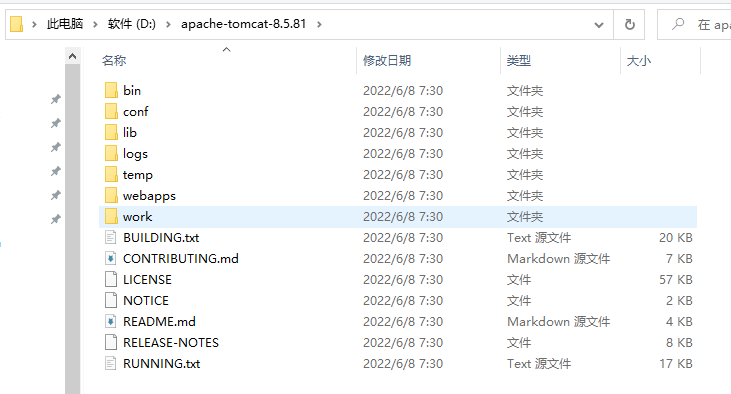 此电脑 › 软件 (D:) › apache-tomcat-8.5.81 › 在 apa
名称 修改日期 类型 大小
bin 2022/6/8 7:30 文件夹
conf 2022/6/8 7:30 文件夹
lib 2022/6/8 7:30 文件夹
logs 2022/6/8 7:30 文件夹
temp 2022/6/8 7:30 文件夹
webapps 2022/6/8 7:30 文件夹
work 2022/6/8 7:30 文件夹
BUILDING.txt 2022/6/8 7:30 Text 源文件 20 KB
CONTRIBUTING.md 2022/6/8 7:30 Markdown 源文件 7 KB
LICENSE 2022/6/8 7:30 文件 57 KB
NOTICE 2022/6/8 7:30 文件 2 KB
README.md 2022/6/8 7:30 Markdown 源文件 4 KB
RELEASE-NOTES 2022/6/8 7:30 文件 8 KB
RUNNING.txt 2022/6/8 7:30 Text 源文件 17 KB